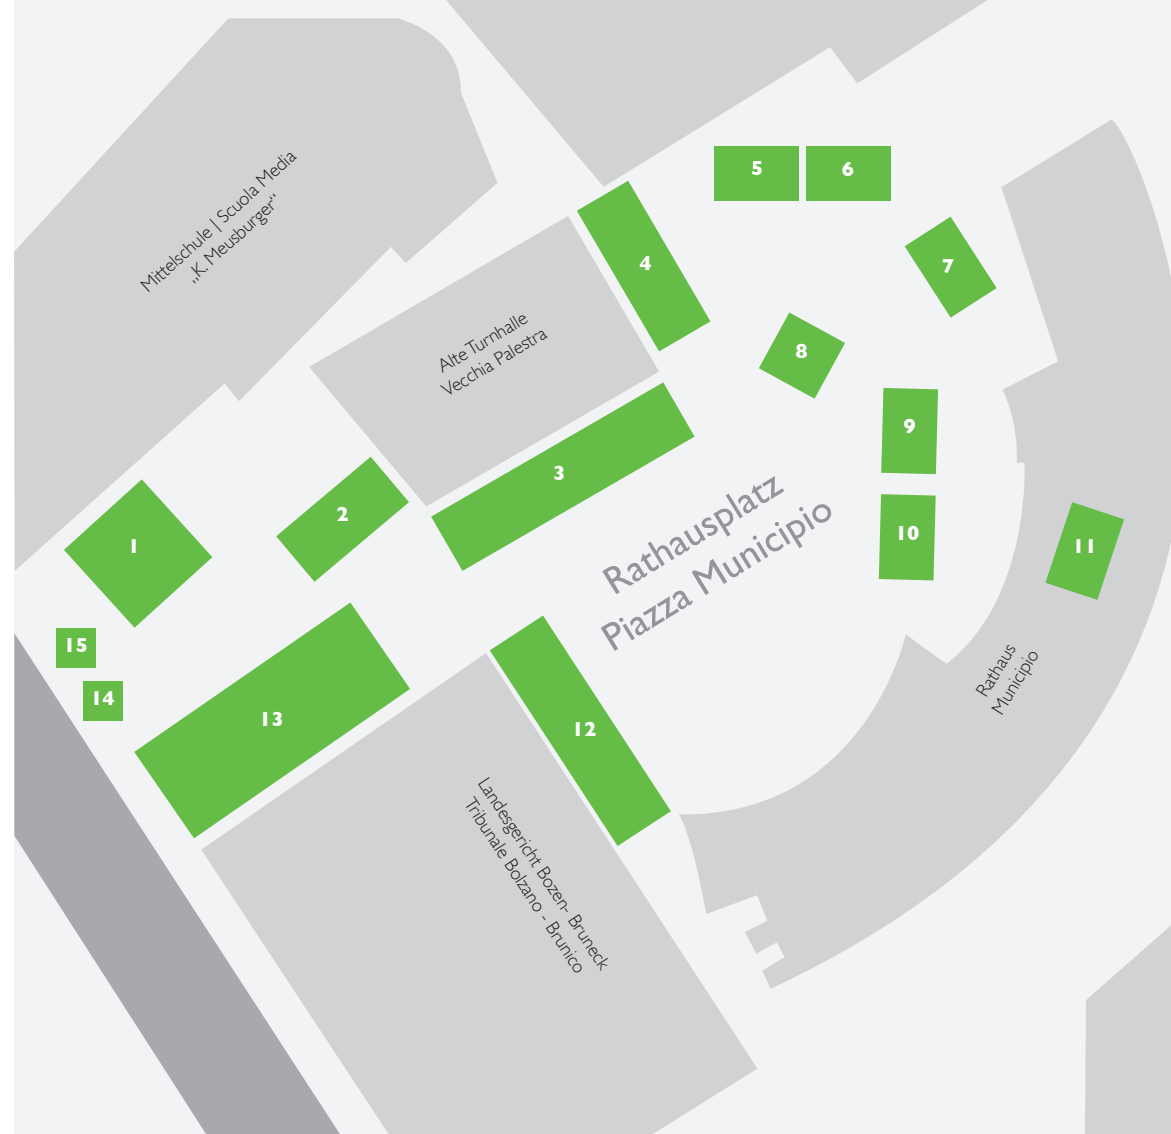 Mittelschule | Scuola Media
„K. Meusburger“
Alte Turnhalle
Vecchia Palestra
5
6
4
7
8
9
3
2
1
10
11
Rathausplatz
Piazza Municipio
15
14
13
12
Rathaus
Municipio
Landesgericht Bozen- Bruneck
Tribunale Bolzano - Brunico